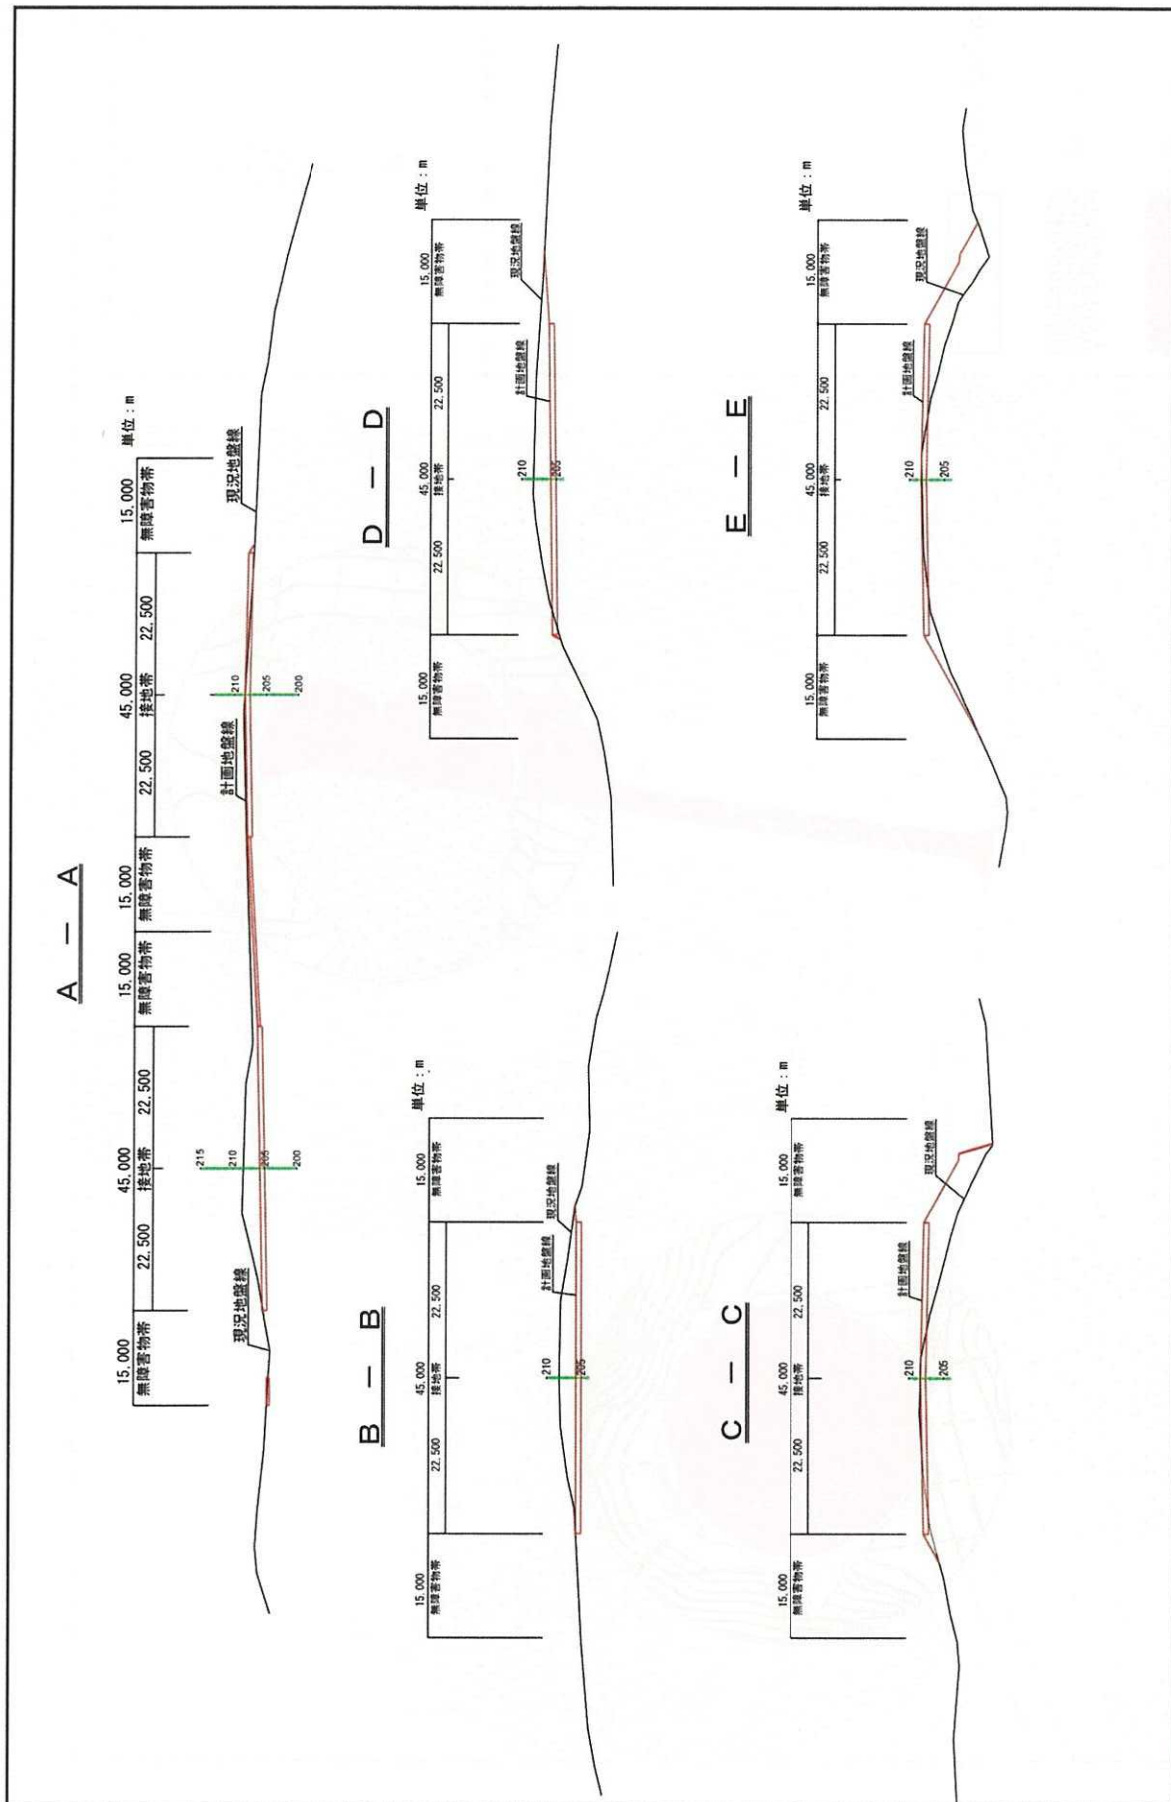 A － A
単位：m
15,000
無障害物帯
22,500
45,000
接地帯
22,500
15,000
無障害物帯
15,000
無障害物帯
22,500
45,000
接地帯
22,500
15,000
無障害物帯
現況地盤線
計画地盤線
現況地盤線
215
210
205
200
210
205
200
B － B
単位：m
15,000
無障害物帯
22,500
45,000
接地帯
22,500
15,000
無障害物帯
計画地盤線
現況地盤線
210
205
D － D
単位：m
15,000
無障害物帯
22,500
45,000
接地帯
22,500
15,000
無障害物帯
計画地盤線
現況地盤線
210
205
C － C
単位：m
15,000
無障害物帯
22,500
45,000
接地帯
22,500
15,000
無障害物帯
計画地盤線
現況地盤線
210
205
E － E
単位：m
15,000
無障害物帯
22,500
45,000
接地帯
22,500
15,000
無障害物帯
計画地盤線
現況地盤線
210
205